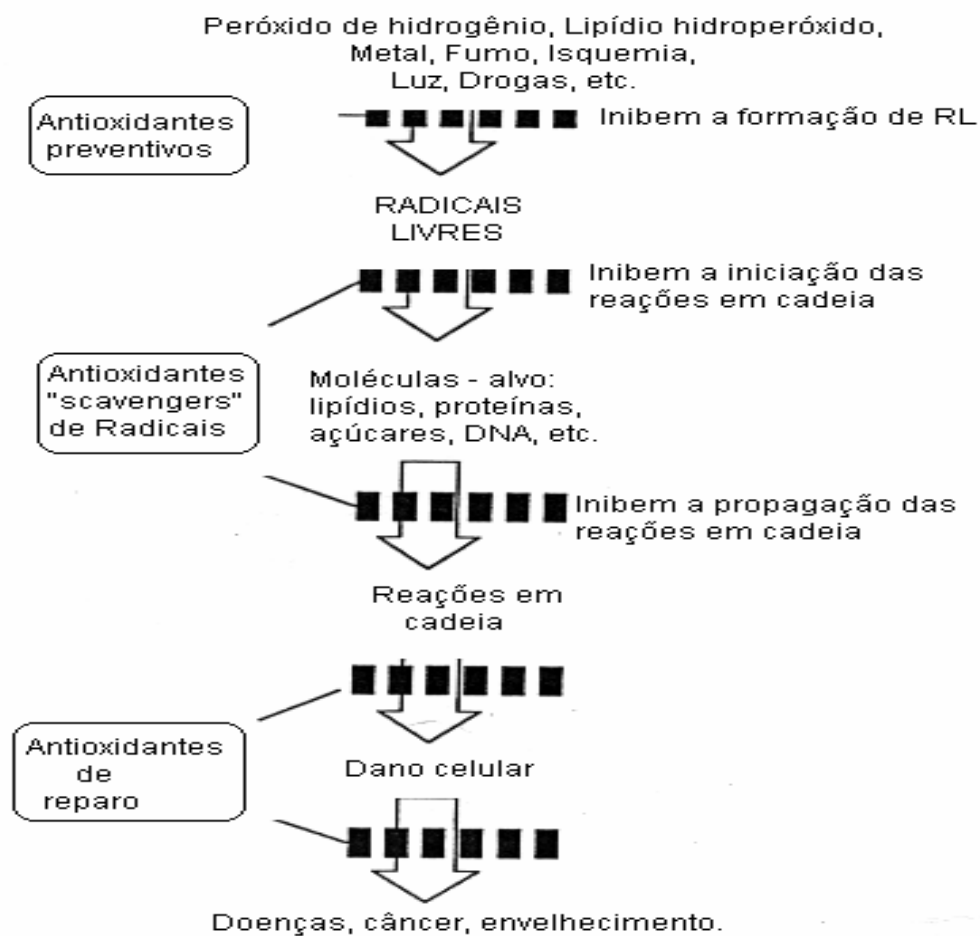 Peróxido de hidrogênio, Lipídio hidroperóxido,
Metal, Fumo, Isquemia,
Luz, Drogas, etc.
Antioxidantes
preventivos
Inibem a formação de RL
RADICAIS
LIVRES
Inibem a iniciação das
reações em cadeia
Antioxidantes
"scavengers"
de Radicais
Moléculas - alvo:
lipídios, proteínas,
açúcares, DNA, etc.
Inibem a propagação das
reações em cadeia
Reações em
cadeia
Antioxidantes
de
reparo
Dano celular
Doenças, câncer, envelhecimento.